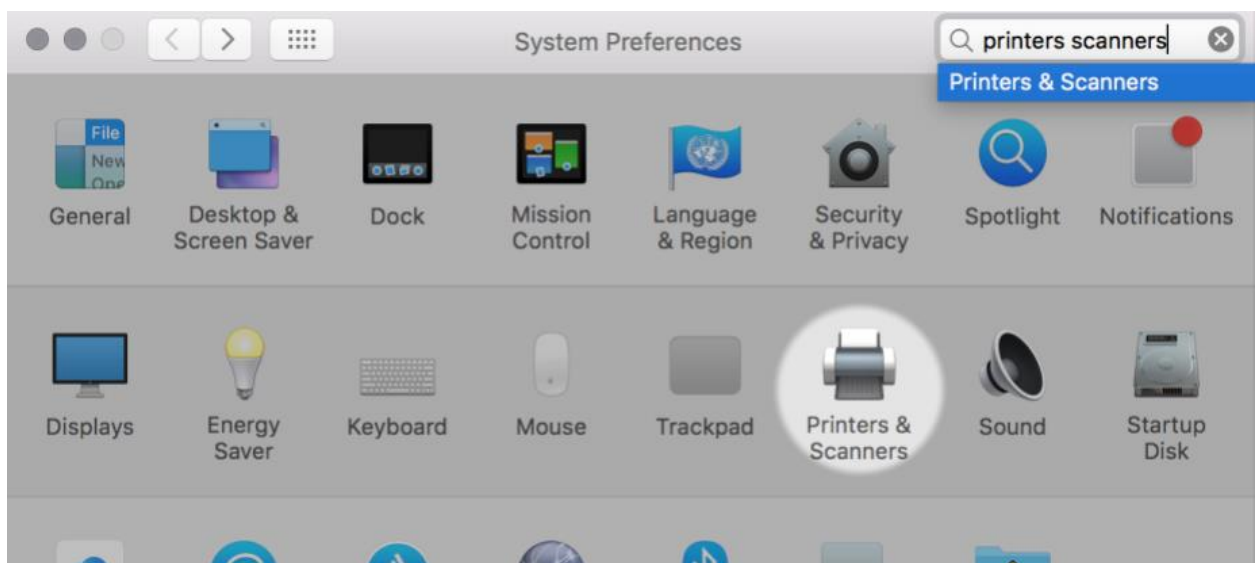 System Preferences
printers scanners
Printers & Scanners
File
New
Ope
General
Desktop &
Screen Saver
Dock
Mission
Control
Language
& Region
Security
& Privacy
Spotlight
Notifications
Displays
Energy
Saver
Keyboard
Mouse
Trackpad
Printers &
Scanners
Sound
Startup
Disk